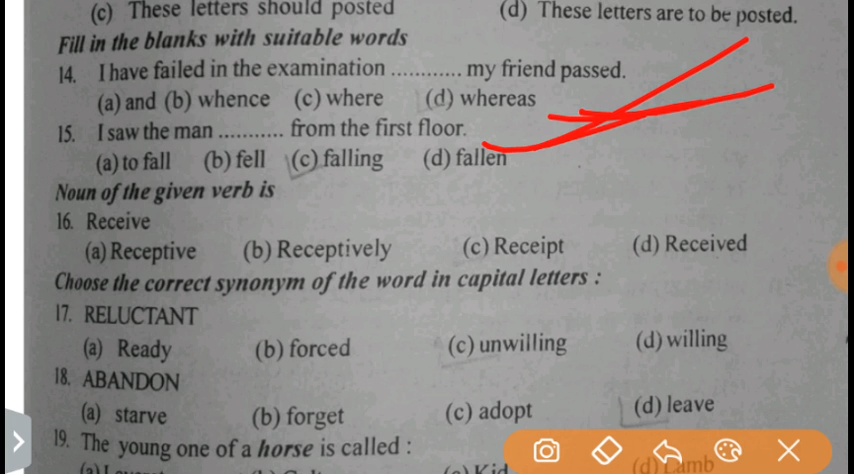 (c) These letters should posted (d) These letters are to be posted.
Fill in the blanks with suitable words
14. I have failed in the examination ............ my friend passed.
(a) and (b) whence (c) where (d) whereas
15. I saw the man ........... from the first floor.
(a) to fall (b) fell (c) falling (d) fallen
Noun of the given verb is
16. Receive
(a) Receptive (b) Receptively (c) Receipt (d) Received
Choose the correct synonym of the word in capital letters :
17. RELUCTANT
(a) Ready (b) forced (c) unwilling (d) willing
18. ABANDON
(a) starve (b) forget (c) adopt (d) leave
19. The young one of a horse is called :
(c) Kid (d) Lamb